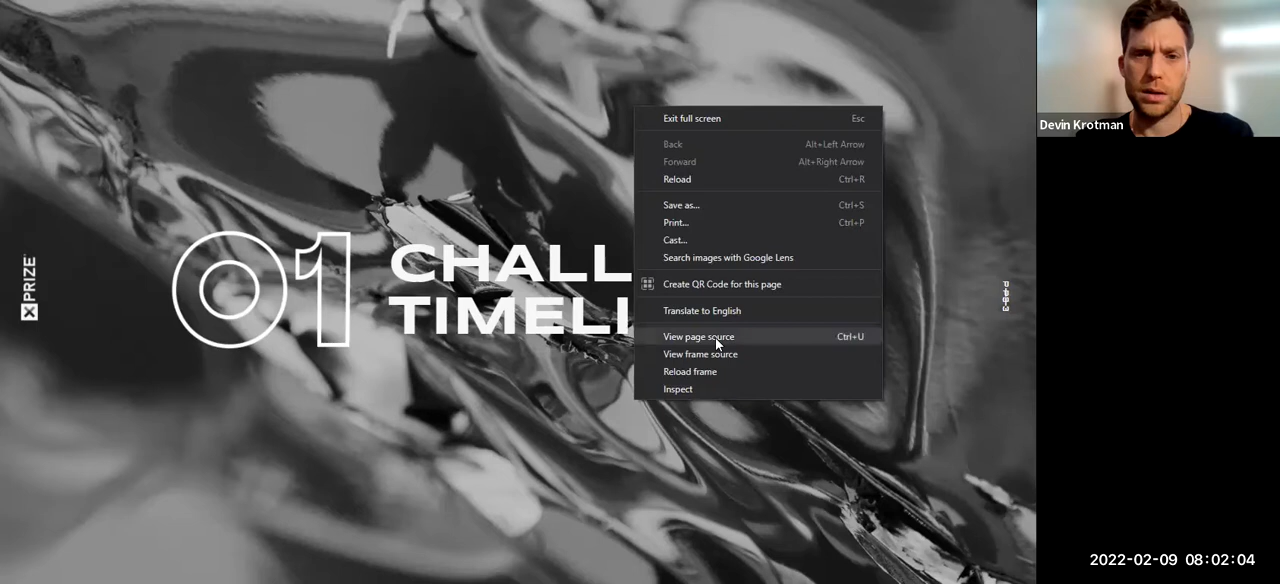 Exit full screen Esc
Back Alt+Left Arrow
Forward Alt+Right Arrow
Reload Ctrl+R
Save as... Ctrl+S
Print... Ctrl+P
Cast...
Search images with Google Lens
Create QR Code for this page
Translate to English
View page source Ctrl+U
View frame source
Reload frame
Inspect
01
CHALL
TIMELI
XPRIZE
Devin Krotman
2022-02-09 08:02:04